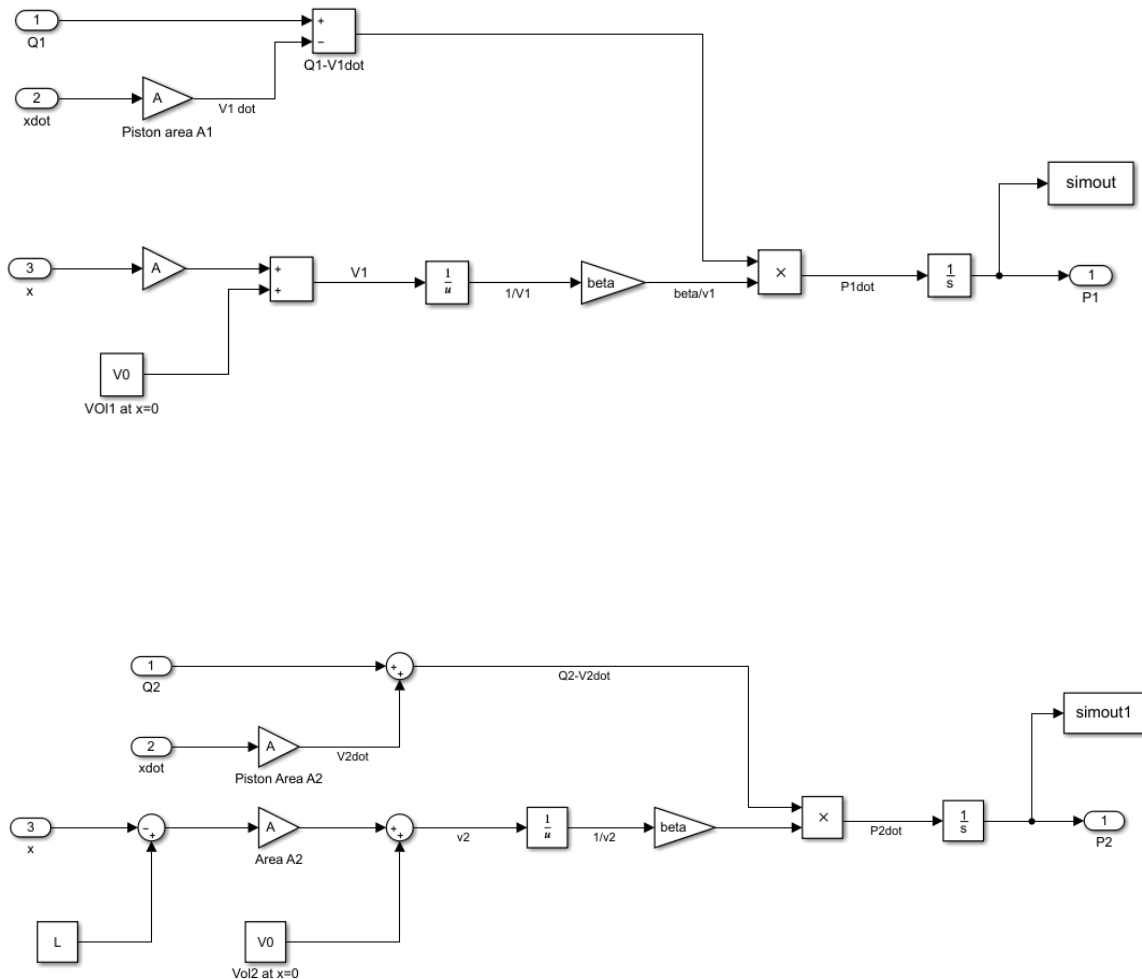 1
Q1
+
−
Q1-V1dot
2
xdot
A
V1 dot
Piston area A1
simout
3
x
A
+
+
V1
1
u
1/V1
beta
beta/v1
×
P1dot
1
s
1
P1
V0
VOl1 at x=0
1
Q2
+
+
Q2-V2dot
simout1
2
xdot
A
V2dot
Piston Area A2
3
x
−
+
A
Area A2
+
+
v2
1
u
1/v2
beta
×
P2dot
1
s
1
P2
L
V0
Vol2 at x=0